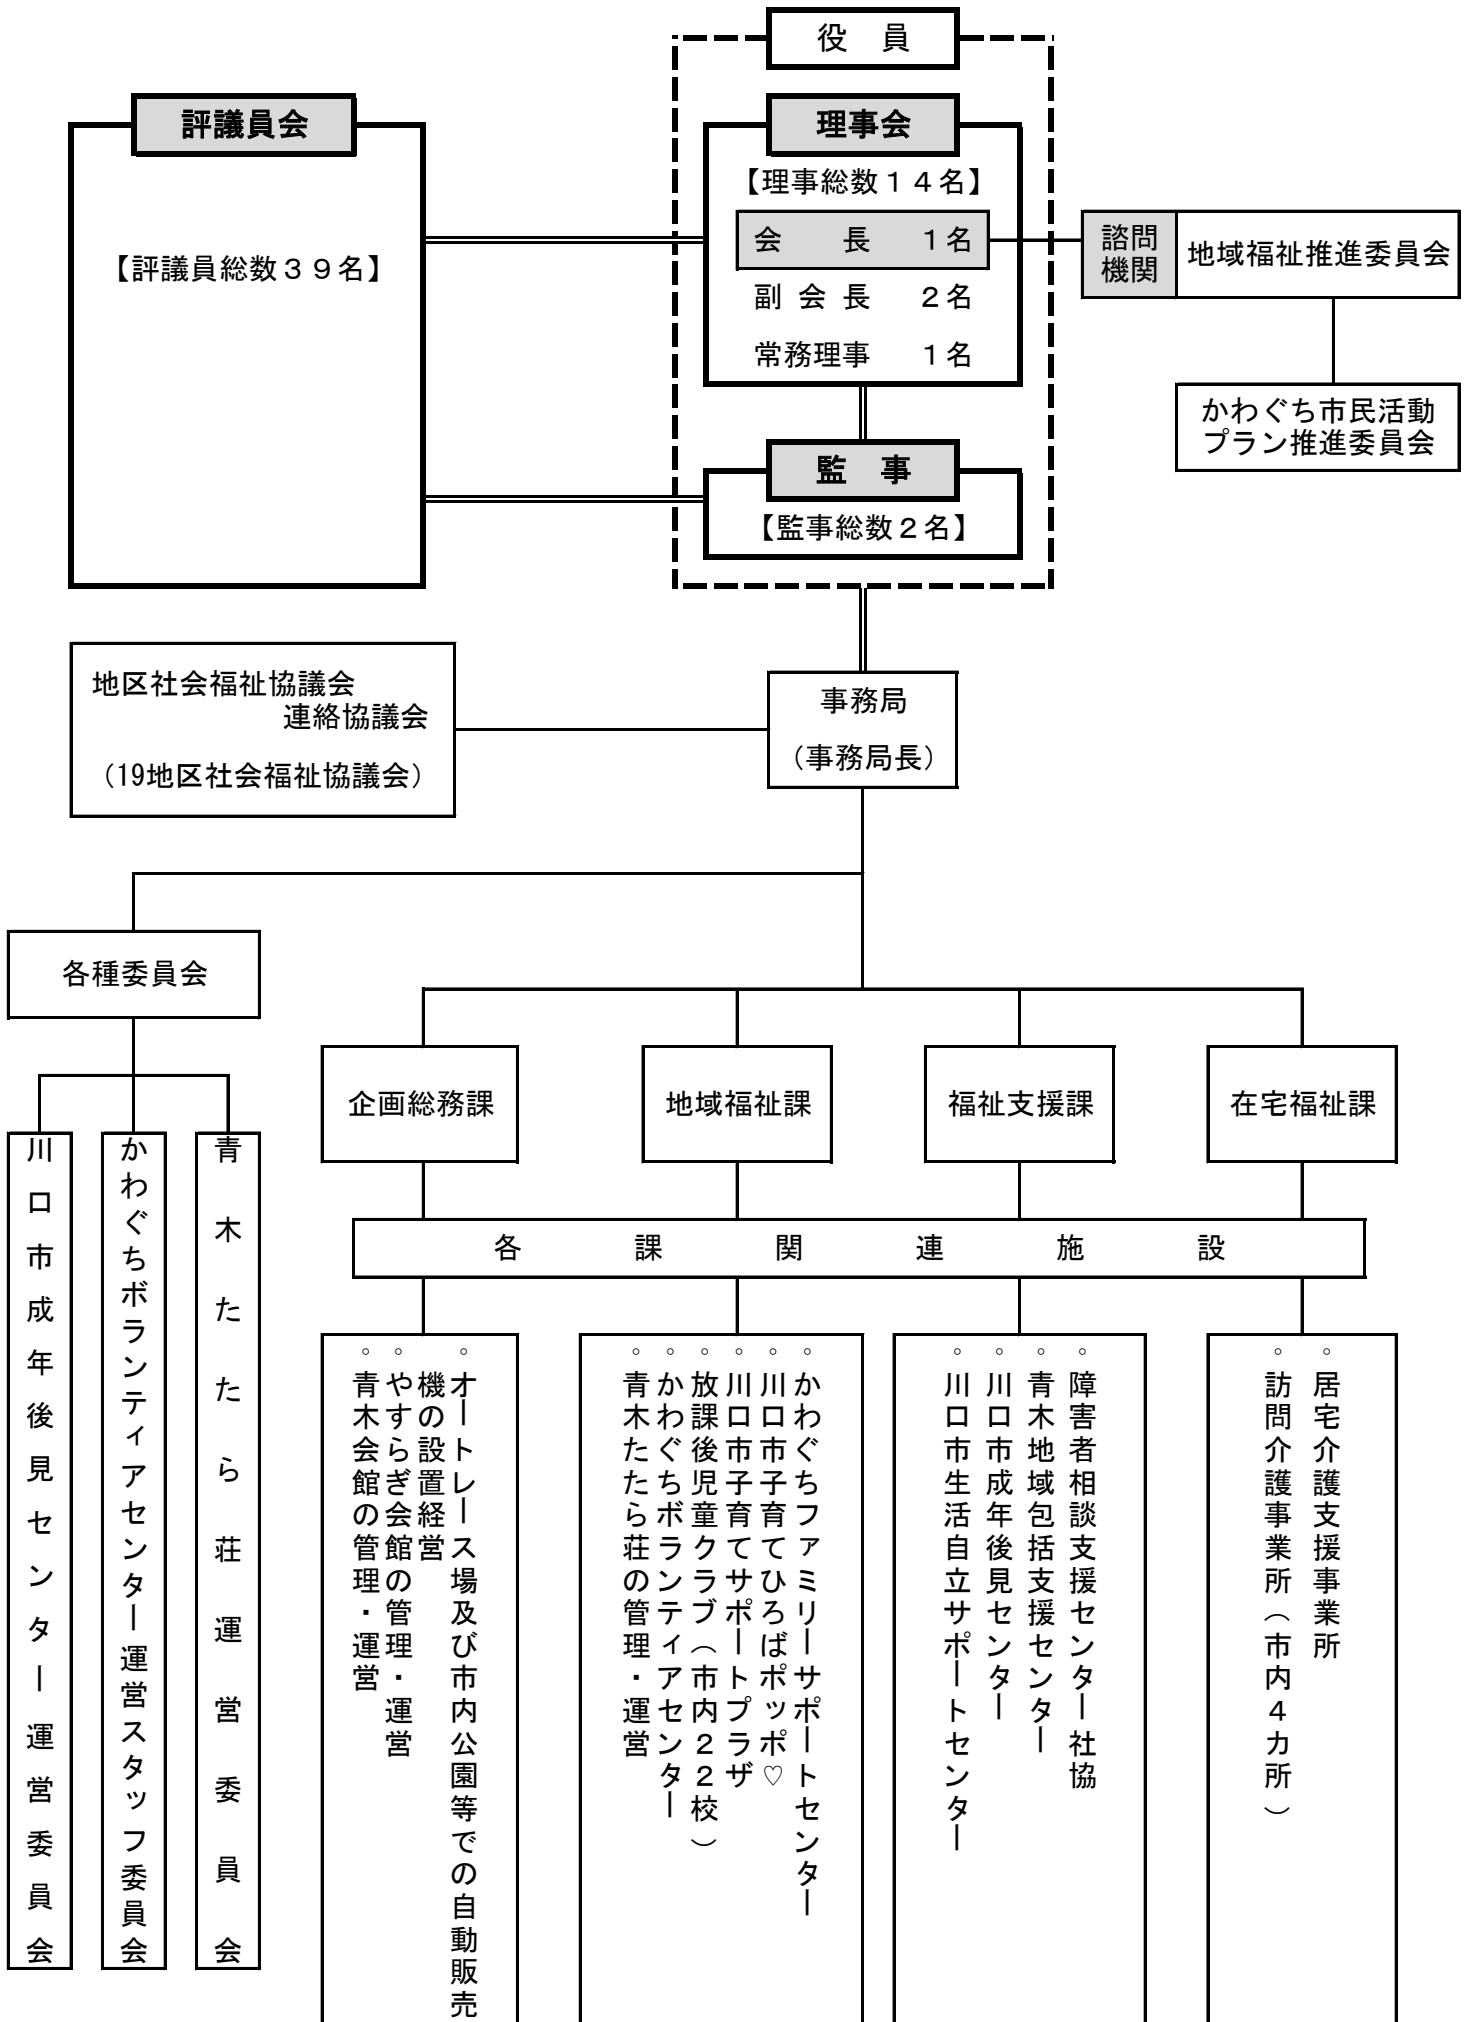 役　員
評議員会
【評議員総数３９名】
理事会
【理事総数１４名】
会　長　１名
副会長　２名
常務理事　１名
諮問
機関
地域福祉推進委員会
かわぐち市民活動
プラン推進委員会
監　事
【監事総数２名】
地区社会福祉協議会
連絡協議会
（19地区社会福祉協議会）
事務局
（事務局長）
各種委員会
企画総務課
地域福祉課
福祉支援課
在宅福祉課
青木たたら荘運営委員会
かわぐちボランティアセンター運営スタッフ委員会
川口市成年後見センター運営委員会
各課関連施設
。オートレース場及び市内公園等での自動販売
機の設置経営
。やすらぎ会館の管理・運営
。青木会館の管理・運営
。かわぐちファミリーサポートセンター
。川口市子育てひろばポッポ♡
。川口市子育てサポートプラザ
。放課後児童クラブ（市内２２校）
。かわぐちボランティアセンター
。青木たたら荘の管理・運営
。障害者相談支援センター社協
。青木地域包括支援センター
。川口市成年後見センター
。川口市生活自立サポートセンター
。居宅介護支援事業所
。訪問介護事業所（市内４カ所）